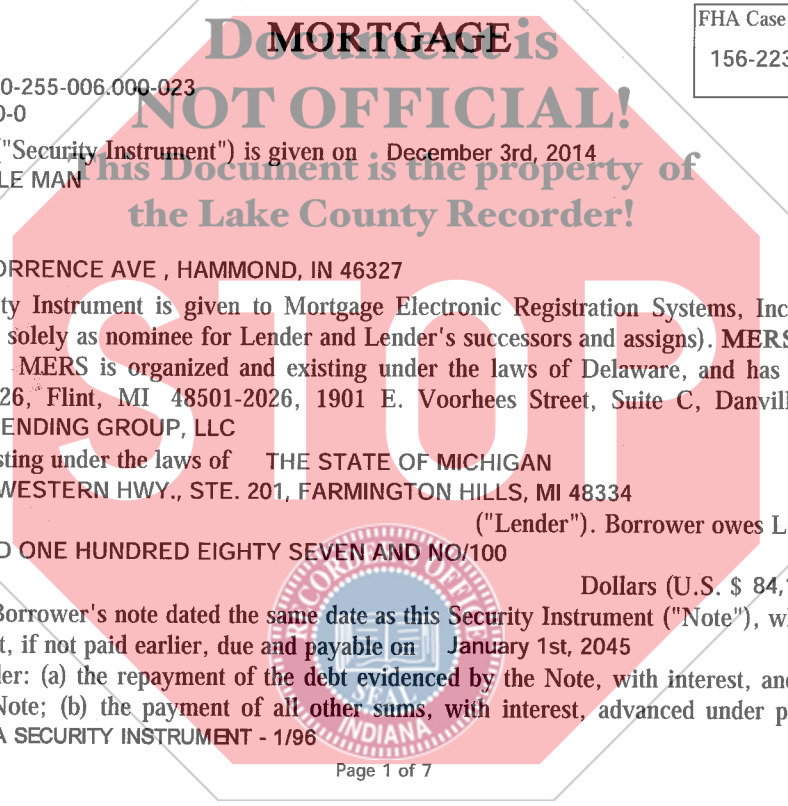 MORTGAGE
FHA Case
156-223
Document is
NOT OFFICIAL!
This Document is the property of
the Lake County Recorder!
STOP
0-255-006.000-023
0-0
("Security Instrument") is given on December 3rd, 2014
LE MAN
ORRENCE AVE , HAMMOND, IN 46327
ty Instrument is given to Mortgage Electronic Registration Systems, Inc
solely as nominee for Lender and Lender's successors and assigns). MERS
MERS is organized and existing under the laws of Delaware, and has
26, Flint, MI 48501-2026, 1901 E. Voorhees Street, Suite C, Danvill
ENDING GROUP, LLC
sting under the laws of THE STATE OF MICHIGAN
WESTERN HWY., STE. 201, FARMINGTON HILLS, MI 48334
("Lender"). Borrower owes L
D ONE HUNDRED EIGHTY SEVEN AND NO/100
Dollars (U.S. $ 84,
Borrower's note dated the same date as this Security Instrument ("Note"), w
t, if not paid earlier, due and payable on January 1st, 2045
er: (a) the repayment of the debt evidenced by the Note, with interest, an
Note; (b) the payment of all other sums, with interest, advanced under p
A SECURITY INSTRUMENT - 1/96
RECORDER'S OFFICE
SEAL
INDIANA
Page 1 of 7